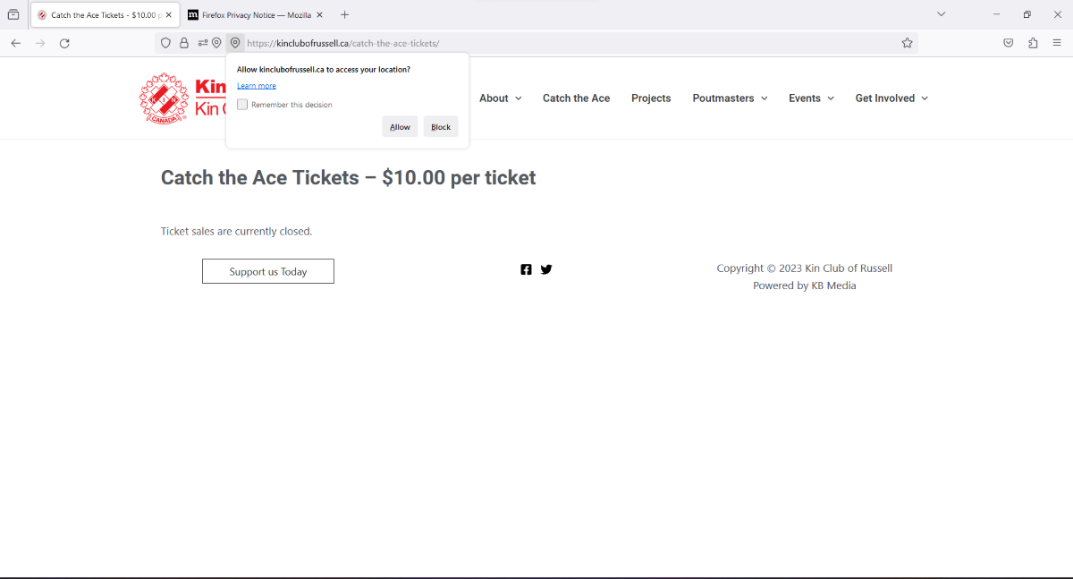 Catch the Ace Tickets - $10.00 p
Firefox Privacy Notice — Mozilla
https://kinclubofrussell.ca/catch-the-ace-tickets/
Allow kinclubofrussell.ca to access your location?
Learn more
Remember this decision
Allow Block
Kin
Kin
CANADA
About Catch the Ace Projects Poutmasters Events Get Involved
Catch the Ace Tickets – $10.00 per ticket
Ticket sales are currently closed.
Support us Today
Copyright © 2023 Kin Club of Russell
Powered by KB Media